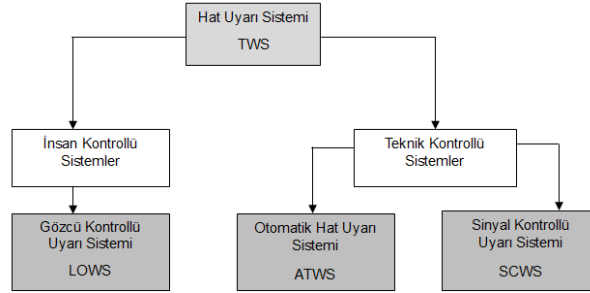 Hat Uyarı Sistemi
TWS
İnsan Kontrollü
Sistemler
Teknik Kontrollü
Sistemler
Gözcü Kontrollü
Uyarı Sistemi
LOWS
Otomatik Hat Uyarı
Sistemi
ATWS
Sinyal Kontrollü
Uyarı Sistemi
SCWS